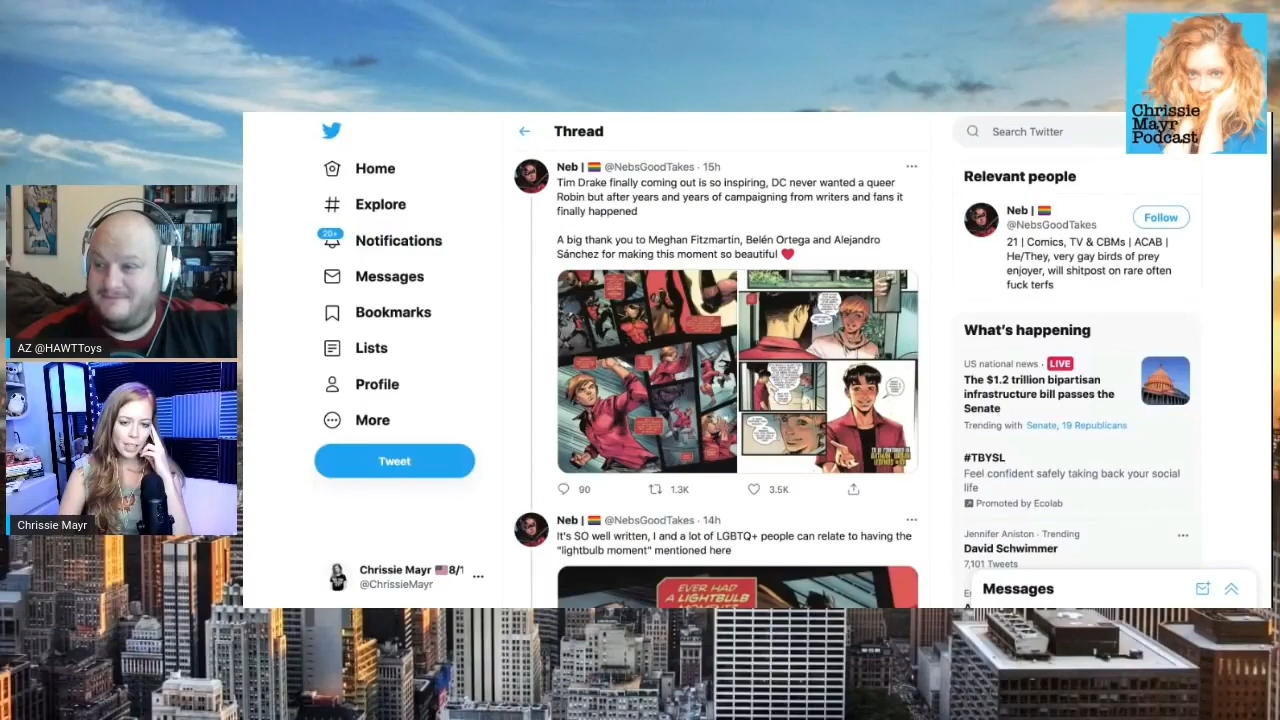 Chrissie
Mayr
Podcast
AZ @HAWTToys
Chrissie Mayr
Home
Explore
20+
Notifications
Messages
Bookmarks
Lists
Profile
More
Tweet
Chrissie Mayr 🇺🇸8/1
@ChrissieMayr
Thread
Neb | 🏳️‍🌈 @NebsGoodTakes · 15h
Tim Drake finally coming out is so inspiring, DC never wanted a queer
Robin but after years and years of campaigning from writers and fans it
finally happened
A big thank you to Meghan Fitzmartin, Belén Ortega and Alejandro
Sánchez for making this moment so beautiful ❤️
90
1.3K
3.5K
Neb | 🏳️‍🌈 @NebsGoodTakes · 14h
It's SO well written, I and a lot of LGBTQ+ people can relate to having the
"lightbulb moment" mentioned here
EVER HAD
A LIGHTBULB
Search Twitter
Relevant people
Neb | 🏳️‍🌈
@NebsGoodTakes
Follow
21 | Comics, TV & CBMs | ACAB |
He/They, very gay birds of prey
enjoyer, will shitpost on rare often
fuck terfs
What's happening
US national news · LIVE
The $1.2 trillion bipartisan
infrastructure bill passes the
Senate
Trending with Senate, 19 Republicans
#TBYSL
Feel confident safely taking back your social
life
Promoted by Ecolab
Jennifer Aniston · Trending
David Schwimmer
7,101 Tweets
Messages